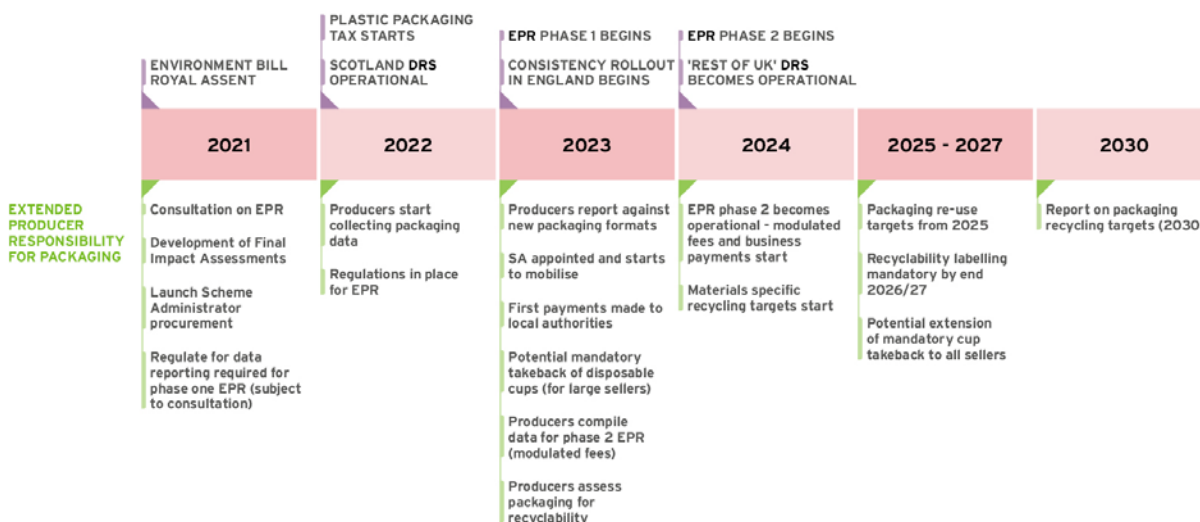 PLASTIC PACKAGING
TAX STARTS
EPR PHASE 1 BEGINS
EPR PHASE 2 BEGINS
ENVIRONMENT BILL
ROYAL ASSENT
SCOTLAND DRS
OPERATIONAL
CONSISTENCY ROLLOUT
IN ENGLAND BEGINS
'REST OF UK' DRS
BECOMES OPERATIONAL
2021
2022
2023
2024
2025 - 2027
2030
EXTENDED
PRODUCER
RESPONSIBILITY
FOR PACKAGING
Consultation on EPR
Development of Final
Impact Assessments
Launch Scheme
Administrator
procurement
Regulate for data
reporting required for
phase one EPR (subject
to consultation)
Producers start
collecting packaging
data
Regulations in place
for EPR
Producers report against
new packaging formats
SA appointed and starts
to mobilise
First payments made to
local authorities
Potential mandatory
takeback of disposable
cups (for large sellers)
Producers compile
data for phase 2 EPR
(modulated fees)
Producers assess
packaging for
recyclability
EPR phase 2 becomes
operational - modulated
fees and business
payments start
Materials specific
recycling targets start
Packaging re-use
targets from 2025
Recyclability labelling
mandatory by end
2026/27
Potential extension
of mandatory cup
takeback to all sellers
Report on packaging
recycling targets (2030